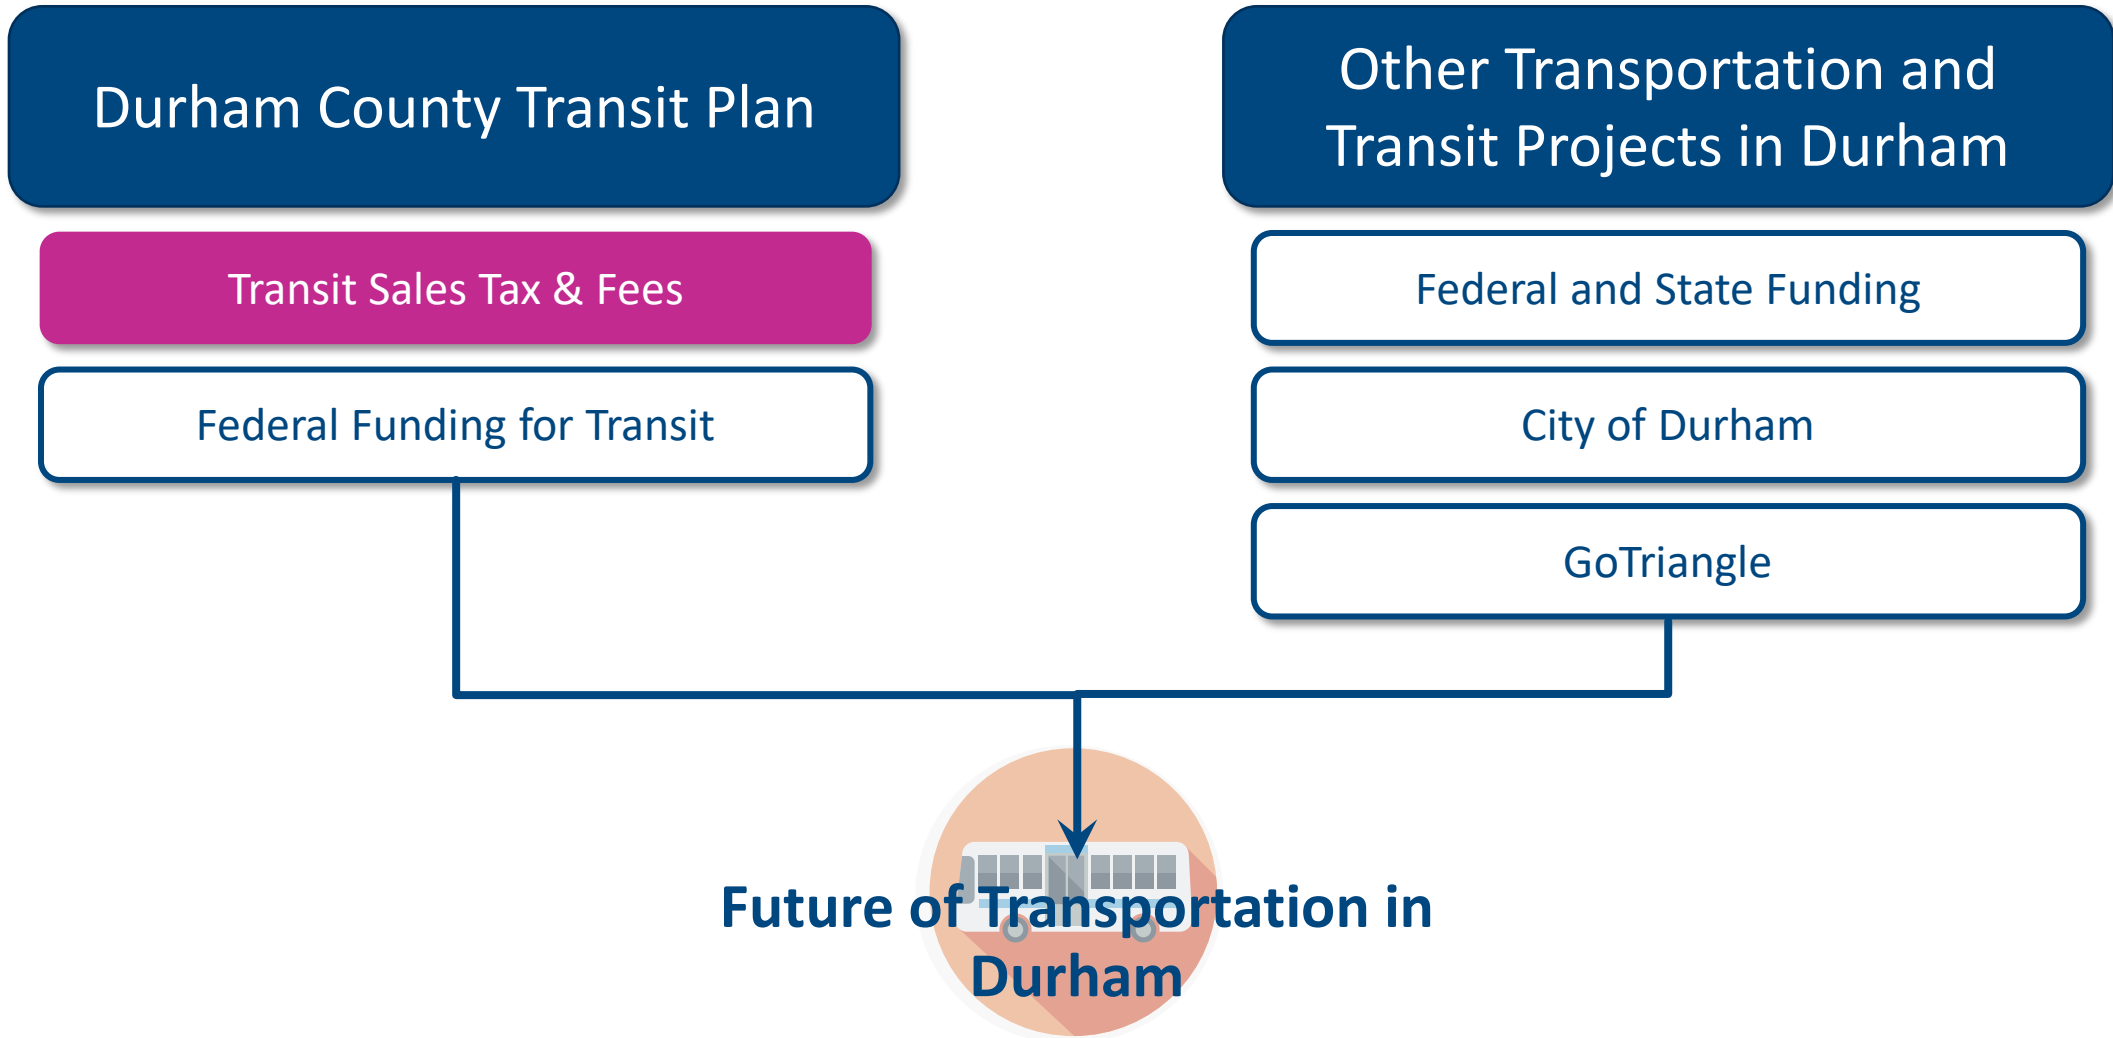 Durham County Transit Plan
Transit Sales Tax & Fees
Federal Funding for Transit
Other Transportation and
Transit Projects in Durham
Federal and State Funding
City of Durham
GoTriangle
Future of Transportation in
Durham